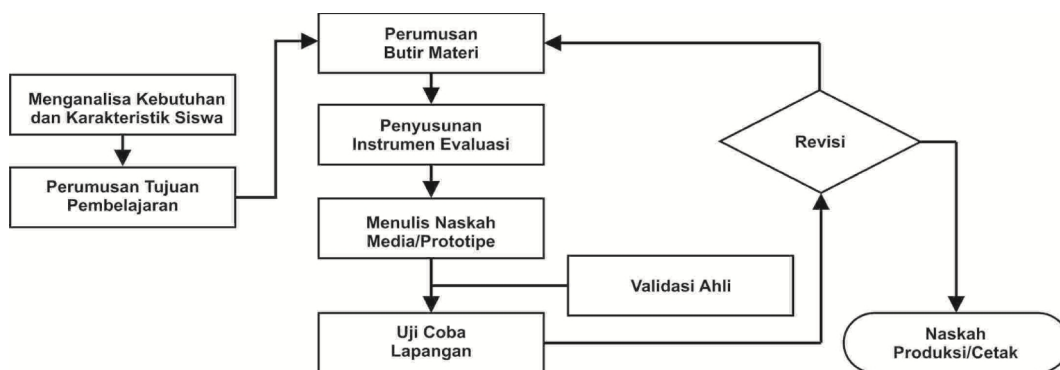 Menganalisa Kebutuhan
dan Karakteristik Siswa
Perumusan Tujuan
Pembelajaran
Perumusan
Butir Materi
Penyusunan
Instrumen Evaluasi
Menulis Naskah
Media/Prototipe
Validasi Ahli
Uji Coba
Lapangan
Revisi
Naskah
Produksi/Cetak